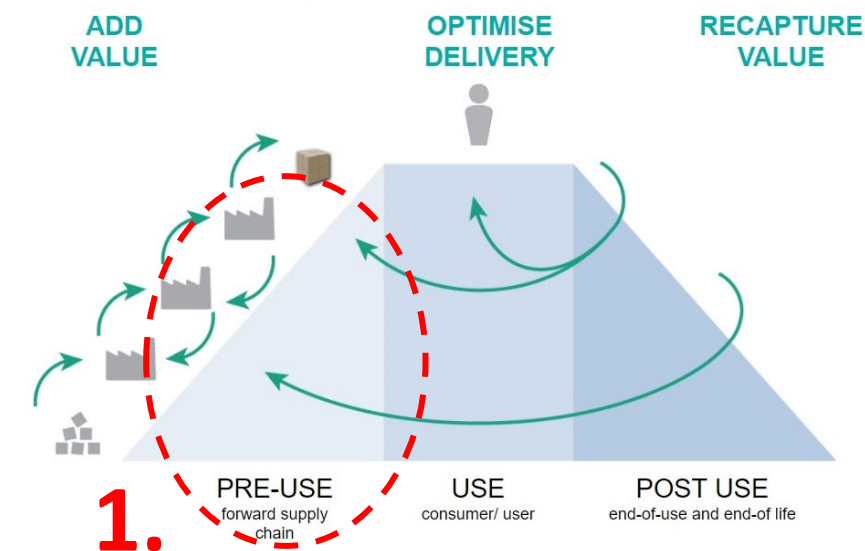 ADD
VALUE
OPTIMISE
DELIVERY
RECAPTURE
VALUE
PRE-USE
forward supply
chain
USE
consumer/ user
POST USE
end-of-use and end-of life
1.